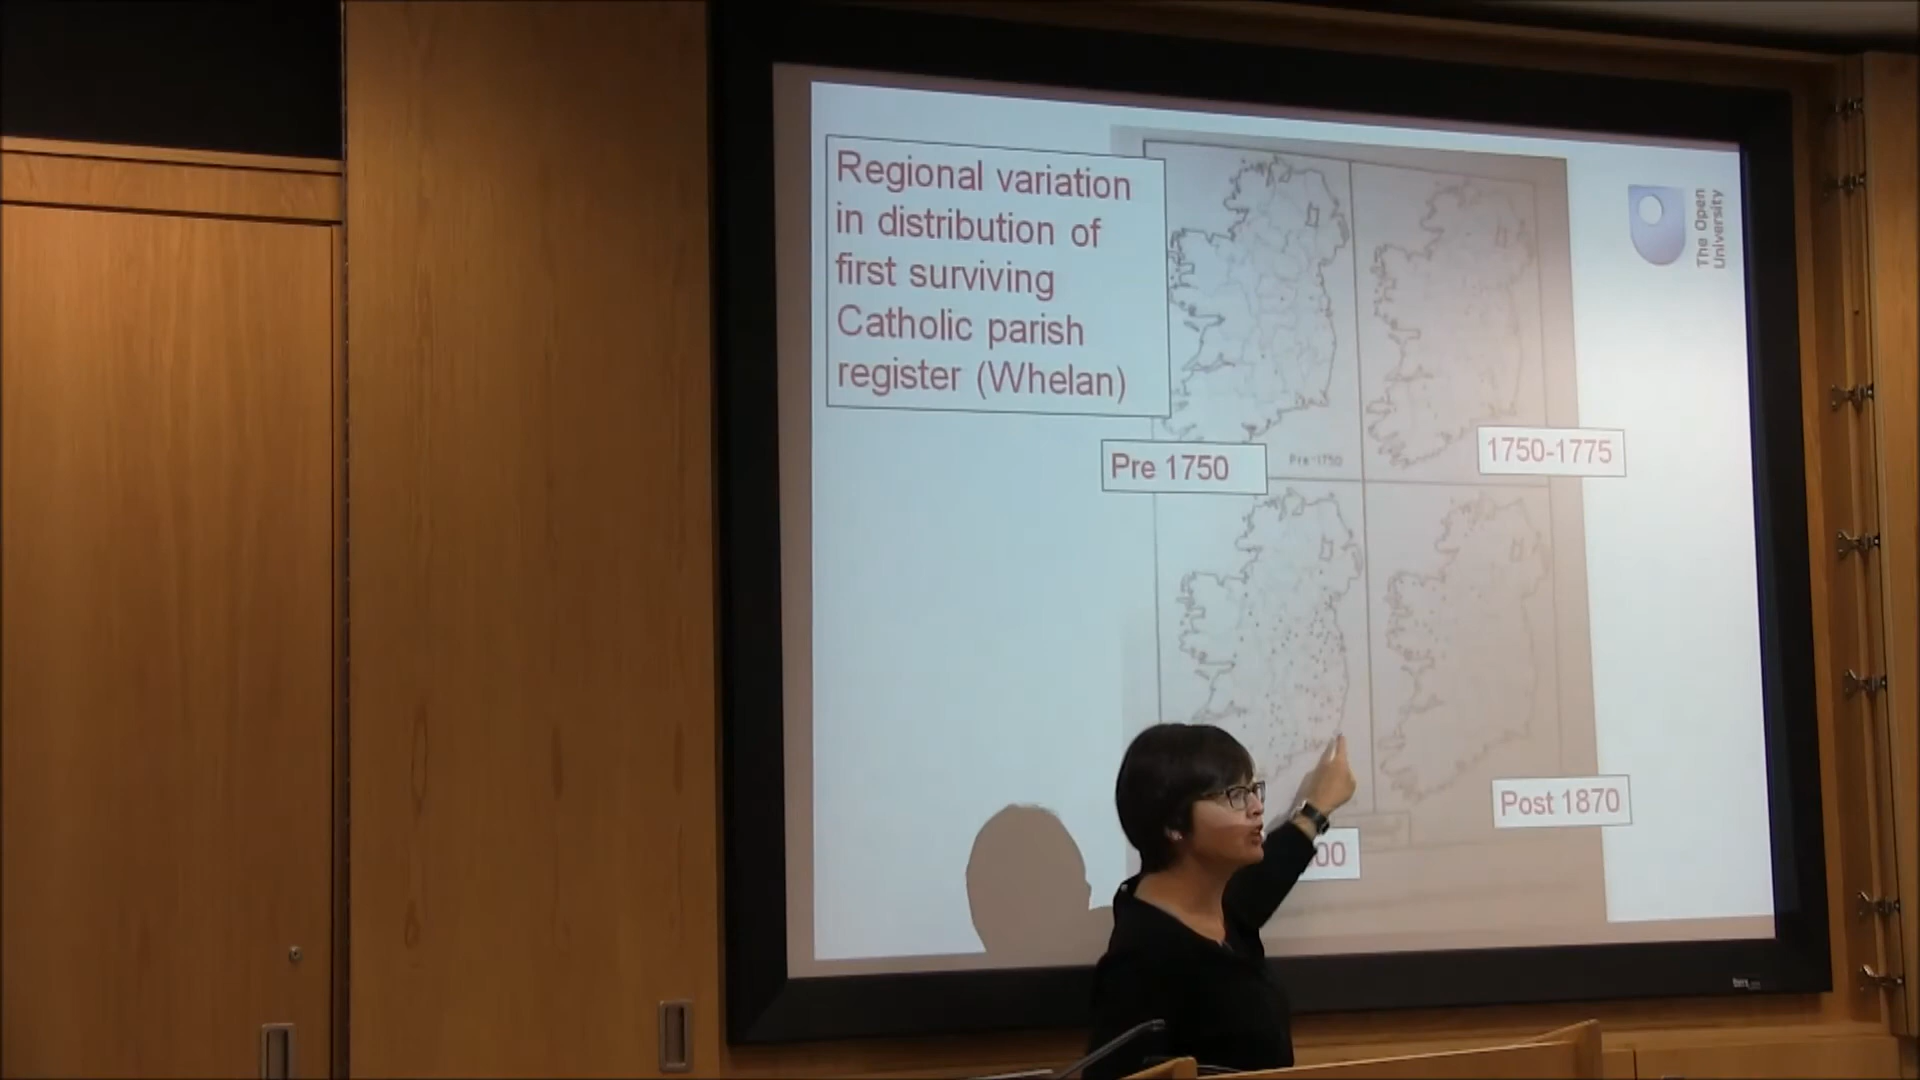 Regional variation
in distribution of
first surviving
Catholic parish
register (Whelan)
The Open
University
Pre 1750
Pre-1750
1750-1775
Post 1870
00